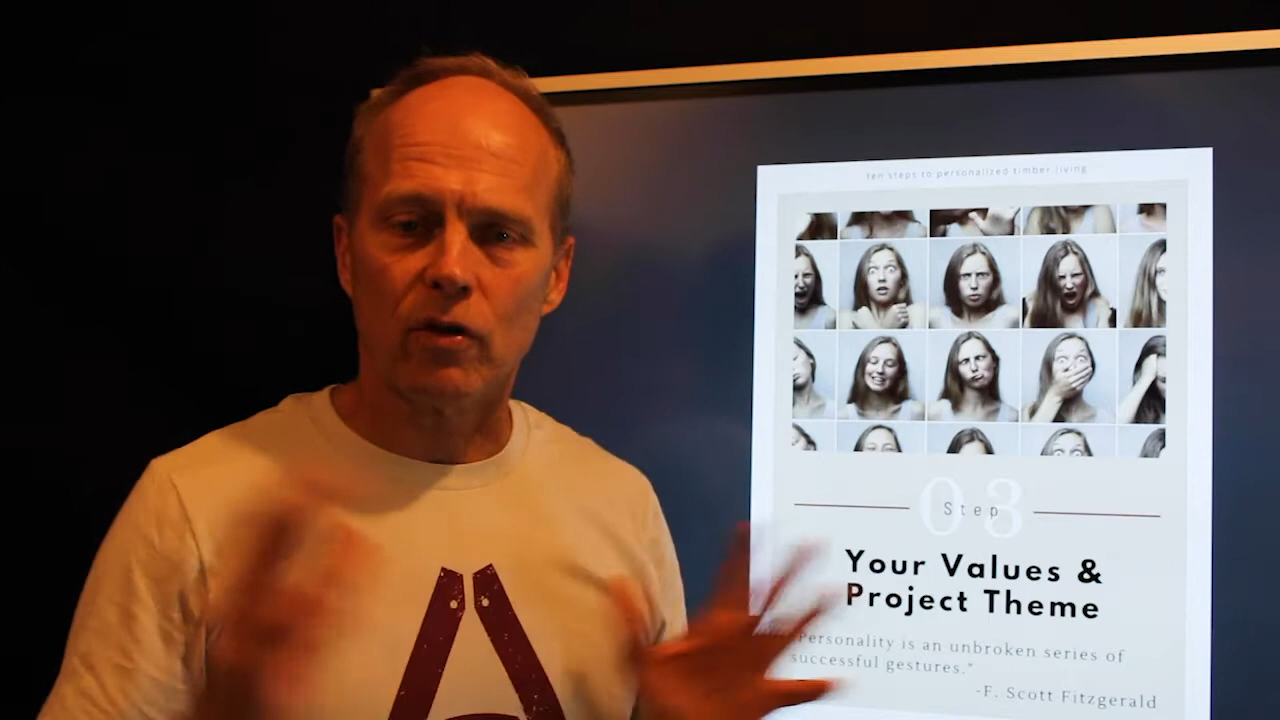 ten steps to personalized timber living
03
Step
Your Values &
Project Theme
"Personality is an unbroken series of
successful gestures."
-F. Scott Fitzgerald